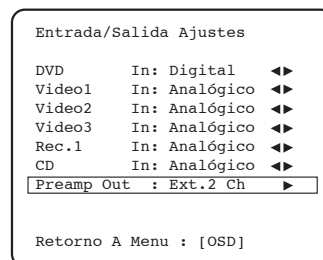 Entrada/Salida Ajustes
DVD In: Digital ◀▶
Video1 In: Analógico ◀▶
Video2 In: Analógico ◀▶
Video3 In: Analógico ◀▶
Rec.1 In: Analógico ◀▶
CD In: Analógico ◀▶
Preamp Out : Ext.2 Ch ▶
Retorno A Menu : [OSD]